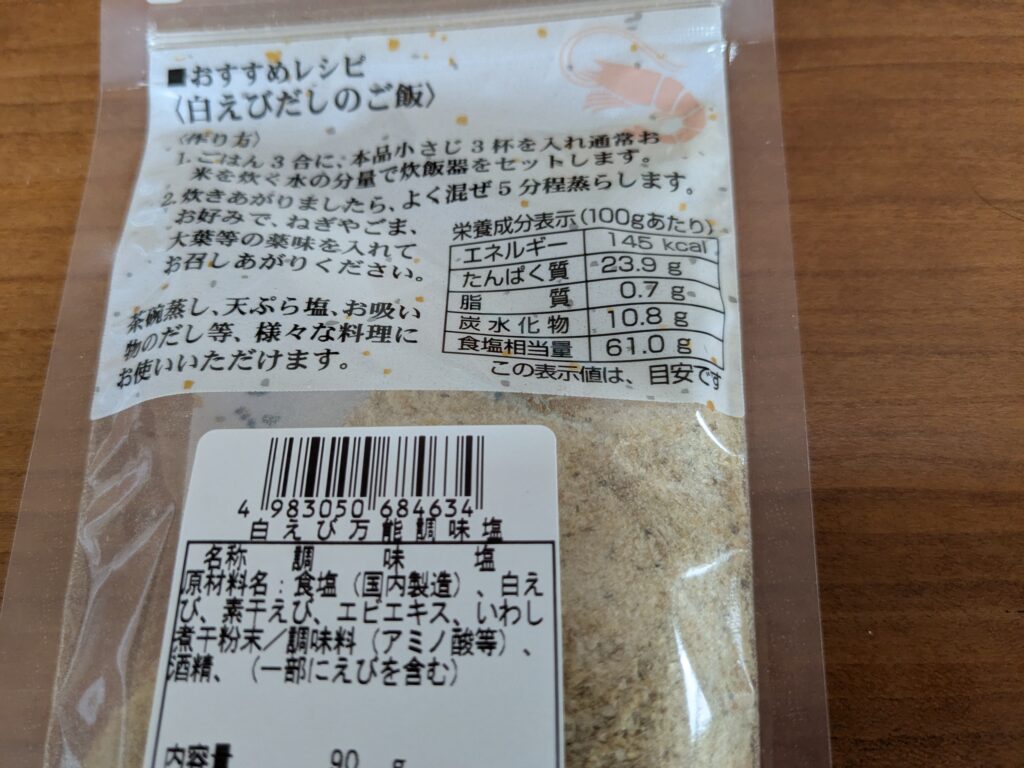 ■おすすめレシピ
〈白えびだしのご飯〉
〈作り方〉
1.ごはん3合に、本品小さじ3杯を入れ通常お
米を炊く水の分量で炊飯器をセットします。
2.炊きあがりましたら、よく混ぜ5分程蒸らします。
お好みで、ねぎやごま、
大葉等の薬味を入れて
お召しあがりください。
茶碗蒸し、天ぷら塩、お吸い
物のだし等、様々な料理に
お使いいただけます。
栄養成分表示(100gあたり)
エネルギー 145 kcal
たんぱく質 23.9 g
脂質 0.7 g
炭水化物 10.8 g
食塩相当量 61.0 g
この表示値は、目安です
4 983050 684634
白えび万能調味塩
名称 調味塩
原材料名:食塩(国内製造)、白え
び、素干えび、エビエキス、いわし
煮干粉末/調味料(アミノ酸等)、
酒精、(一部にえびを含む)
内容量 90 g